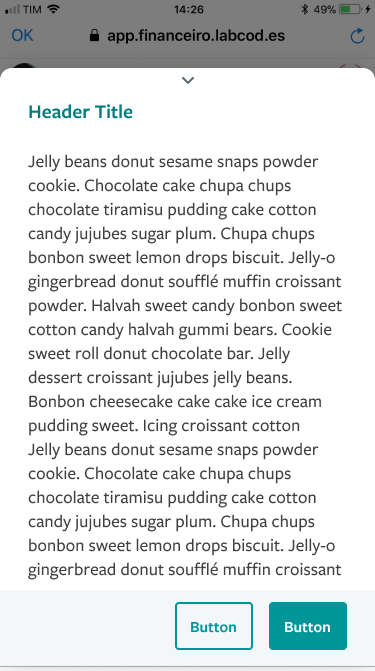 TIM 14:26 49%
OK app.financeiro.labcod.es
Header Title
Jelly beans donut sesame snaps powder
cookie. Chocolate cake chupa chups
chocolate tiramisu pudding cake cotton
candy jujubes sugar plum. Chupa chups
bonbon sweet lemon drops biscuit. Jelly-o
gingerbread donut soufflé muffin croissant
powder. Halvah sweet candy bonbon sweet
cotton candy halvah gummi bears. Cookie
sweet roll donut chocolate bar. Jelly
dessert croissant jujubes jelly beans.
Bonbon cheesecake cake cake ice cream
pudding sweet. Icing croissant cotton
Jelly beans donut sesame snaps powder
cookie. Chocolate cake chupa chups
chocolate tiramisu pudding cake cotton
candy jujubes sugar plum. Chupa chups
bonbon sweet lemon drops biscuit. Jelly-o
gingerbread donut soufflé muffin croissant
Button Button